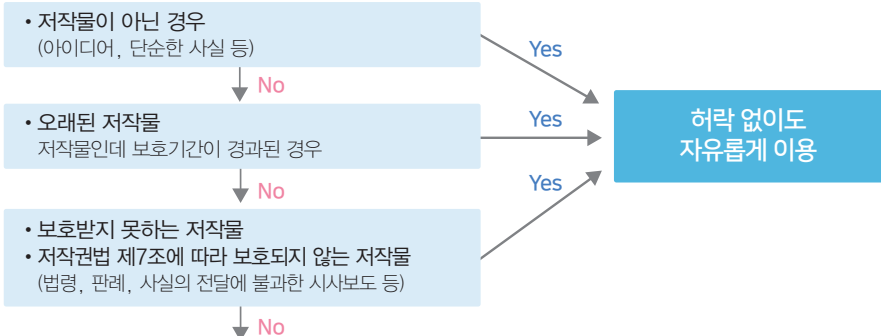 • 저작물이 아닌 경우
(아이디어, 단순한 사실 등)
Yes
No
• 오래된 저작물
저작물인데 보호기간이 경과된 경우
Yes
허락 없이도
자유롭게 이용
No
Yes
• 보호받지 못하는 저작물
• 저작권법 제7조에 따라 보호되지 않는 저작물
(법령, 판례, 사실의 전달에 불과한 시사보도 등)
No